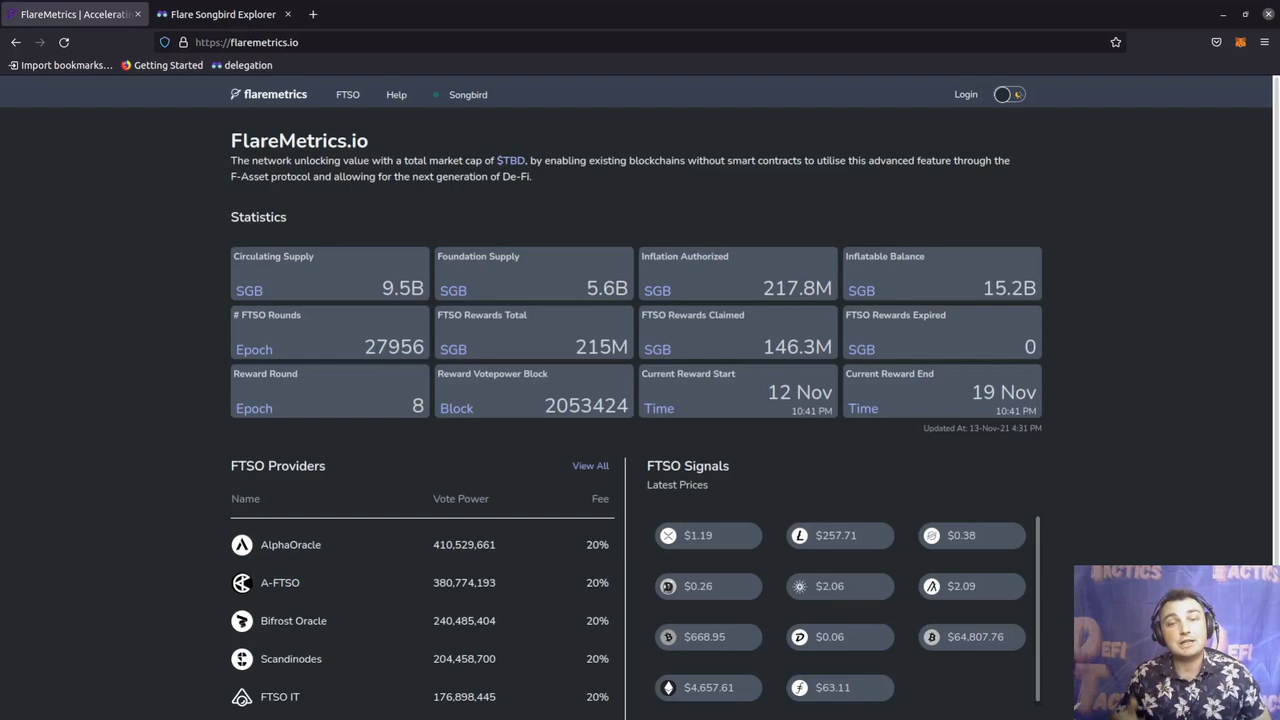 FlareMetrics | Acceleratin
Flare Songbird Explorer
https://flaremetrics.io
Import bookmarks...
Getting Started
delegation
flaremetrics
FTSO
Help
Songbird
Login
FlareMetrics.io
The network unlocking value with a total market cap of $TBD, by enabling existing blockchains without smart contracts to utilise this advanced feature through the
F-Asset protocol and allowing for the next generation of De-Fi.
Statistics
Circulating Supply
SGB 9.5B
Foundation Supply
SGB 5.6B
Inflation Authorized
SGB 217.8M
Inflatable Balance
SGB 15.2B
# FTSO Rounds
Epoch 27956
FTSO Rewards Total
SGB 215M
FTSO Rewards Claimed
SGB 146.3M
FTSO Rewards Expired
SGB 0
Reward Round
Epoch 8
Reward Votepower Block
Block 2053424
Current Reward Start
12 Nov
Time 10:41 PM
Current Reward End
19 Nov
Time 10:41 PM
Updated At: 13-Nov-21 4:31 PM
FTSO Providers
View All
Name Vote Power Fee
AlphaOracle 410,529,661 20%
A-FTSO 380,774,193 20%
Bifrost Oracle 240,485,404 20%
Scandinodes 204,458,700 20%
FTSO IT 176,898,445 20%
FTSO Signals
Latest Prices
$1.19 $257.71 $0.38
$0.26 $2.06 $2.09
$668.95 $0.06 $64,807.76
$4,657.61 $63.11
DEFI
TACTICS